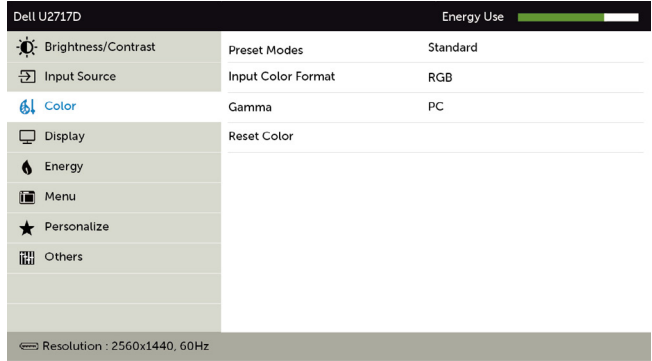 Dell U2717D Energy Use
Brightness/Contrast
Preset Modes Standard
Input Source
Input Color Format RGB
Color
Gamma PC
Display
Reset Color
Energy
Menu
Personalize
Others
Resolution : 2560x1440, 60Hz